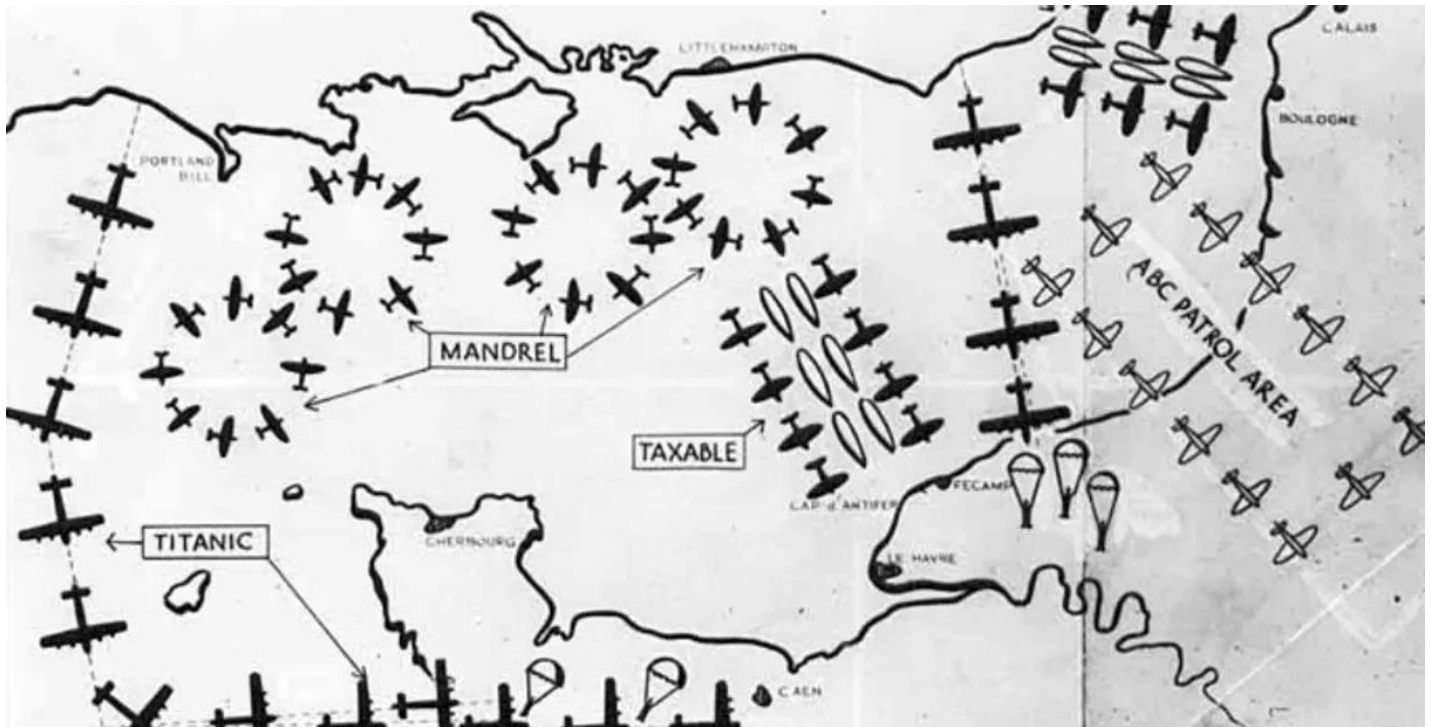 CALAIS
LITTLEHAMPTON
BOULOGNE
PORTLAND
BILL
ABC PATROL AREA
MANDREL
TAXABLE
FECAMP
CAP d'ANTIFER
TITANIC
CHERBOURG
LE HAVRE
CAEN